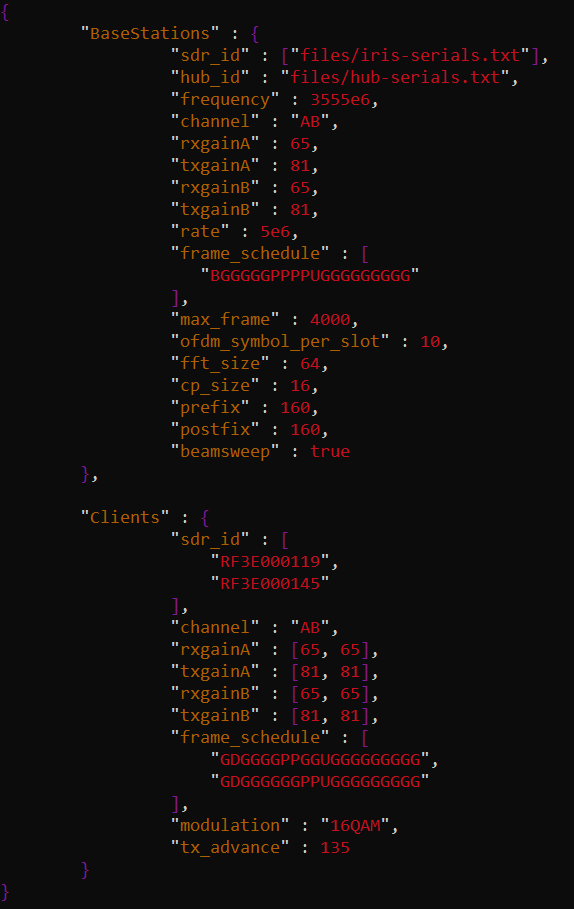 {
"BaseStations" : {
"sdr_id" : ["files/iris-serials.txt"],
"hub_id" : "files/hub-serials.txt",
"frequency" : 3555e6,
"channel" : "AB",
"rxgainA" : 65,
"txgainA" : 81,
"rxgainB" : 65,
"txgainB" : 81,
"rate" : 5e6,
"frame_schedule" : [
"BGGGGGPPPPUGGGGGGGGG"
],
"max_frame" : 4000,
"ofdm_symbol_per_slot" : 10,
"fft_size" : 64,
"cp_size" : 16,
"prefix" : 160,
"postfix" : 160,
"beamsweep" : true
},
"Clients" : {
"sdr_id" : [
"RF3E000119",
"RF3E000145"
],
"channel" : "AB",
"rxgainA" : [65, 65],
"txgainA" : [81, 81],
"rxgainB" : [65, 65],
"txgainB" : [81, 81],
"frame_schedule" : [
"GDGGGGPPGGUGGGGGGGGG",
"GDGGGGGGPPUGGGGGGGGG"
],
"modulation" : "16QAM",
"tx_advance" : 135
}
}